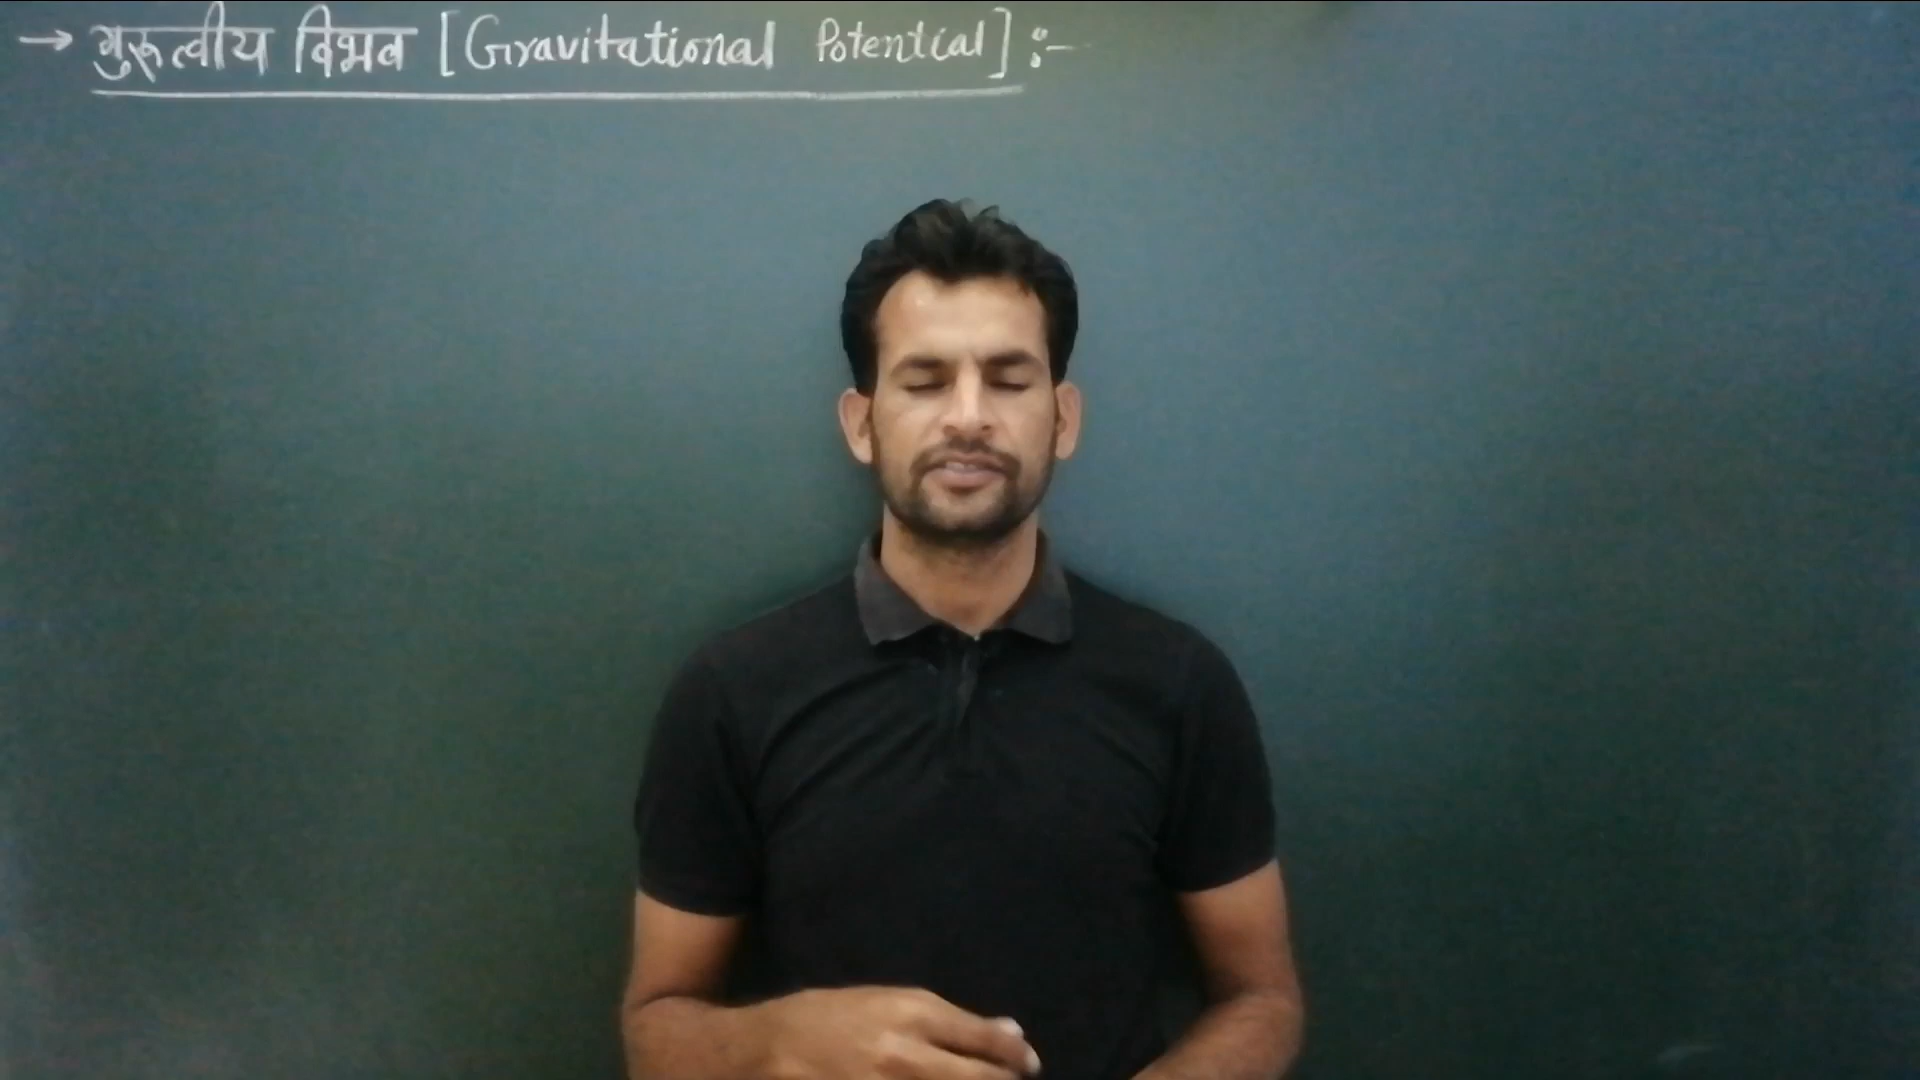 → गुरुत्वीय विभव [Gravitational Potential] :-